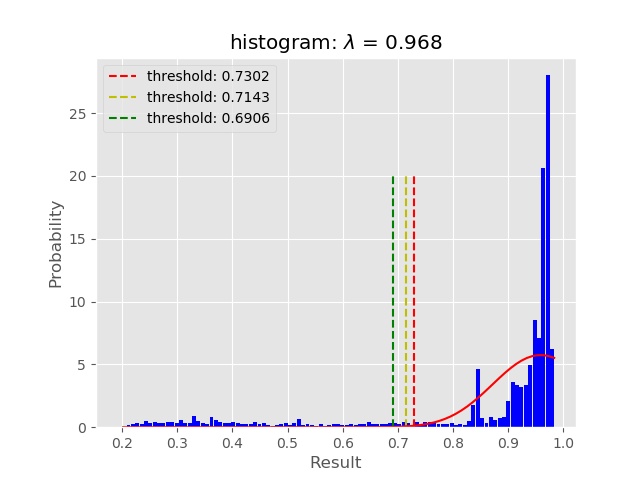 histogram: λ = 0.968
threshold: 0.7302
threshold: 0.7143
threshold: 0.6906
25
20
15
10
5
0
Probability
0.2 0.3 0.4 0.5 0.6 0.7 0.8 0.9 1.0
Result